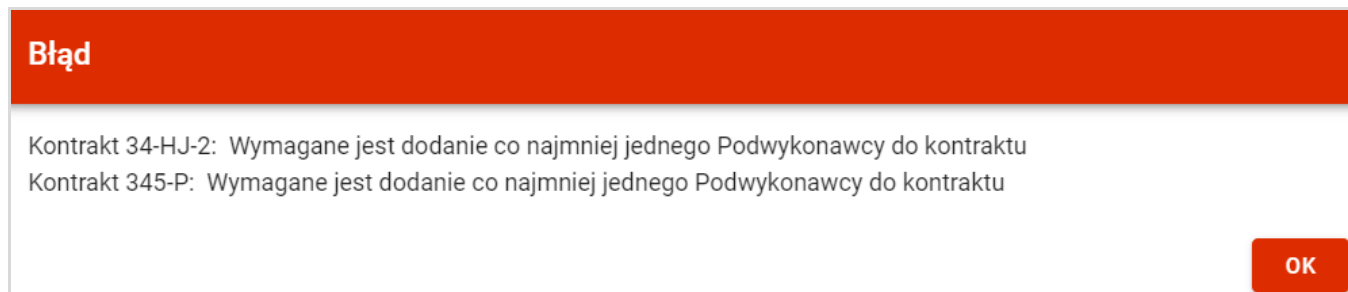 Błąd
Kontrakt 34-HJ-2:  Wymagane jest dodanie co najmniej jednego Podwykonawcy do kontraktu
Kontrakt 345-P:  Wymagane jest dodanie co najmniej jednego Podwykonawcy do kontraktu
OK